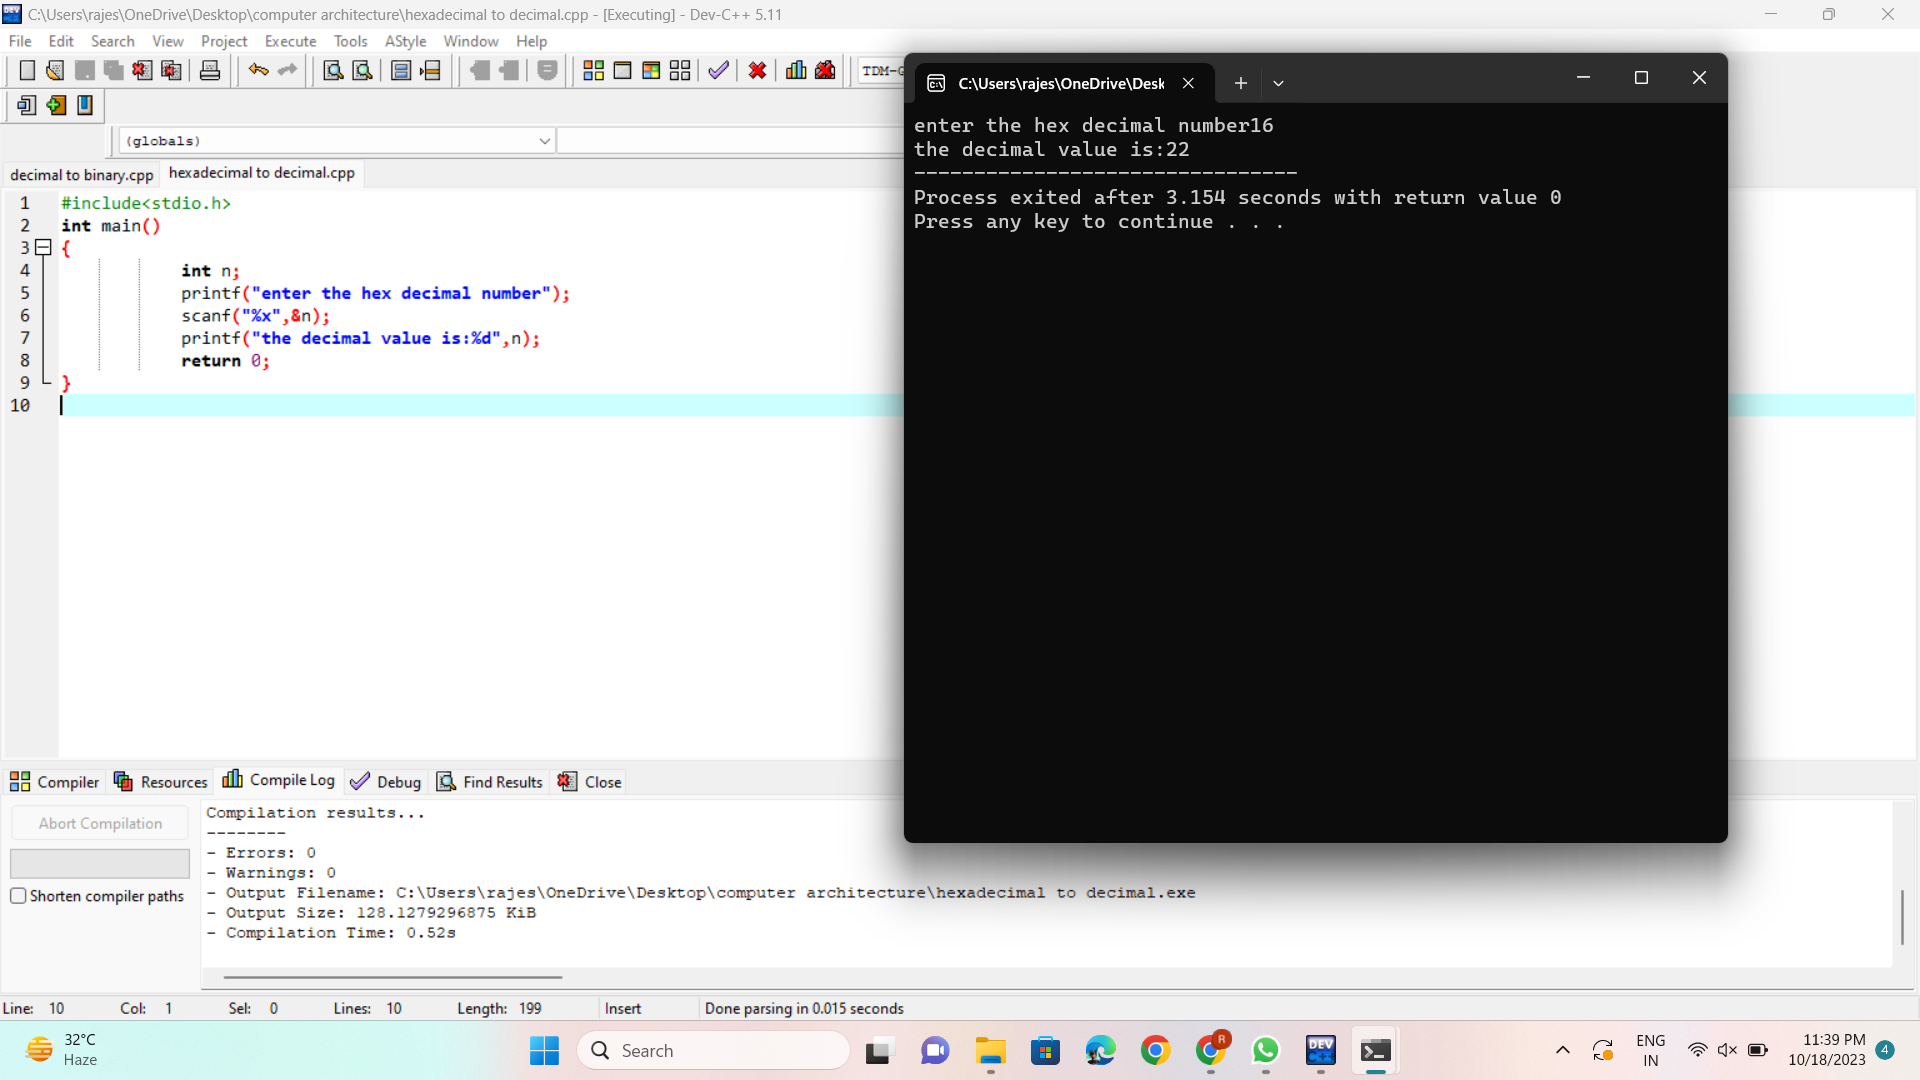 C:\Users\rajes\OneDrive\Desktop\computer architecture\hexadecimal to decimal.cpp - [Executing] - Dev-C++ 5.11
File Edit Search View Project Execute Tools AStyle Window Help
TDM-G
(globals)
decimal to binary.cpp hexadecimal to decimal.cpp
1 #include<stdio.h>
2 int main()
3 {
4 int n;
5 printf("enter the hex decimal number");
6 scanf("%x",&n);
7 printf("the decimal value is:%d",n);
8 return 0;
9 }
10
C:\Users\rajes\OneDrive\Desk
enter the hex decimal number16
the decimal value is:22
--------------------------------
Process exited after 3.154 seconds with return value 0
Press any key to continue . . .
Compiler Resources Compile Log Debug Find Results Close
Abort Compilation
Shorten compiler paths
Compilation results...
--------
- Errors: 0
- Warnings: 0
- Output Filename: C:\Users\rajes\OneDrive\Desktop\computer architecture\hexadecimal to decimal.exe
- Output Size: 128.1279296875 KiB
- Compilation Time: 0.52s
Line: 10 Col: 1 Sel: 0 Lines: 10 Length: 199 Insert Done parsing in 0.015 seconds
32°C
Haze
Search
R
DEV
C++
ENG
IN
11:39 PM
10/18/2023
4